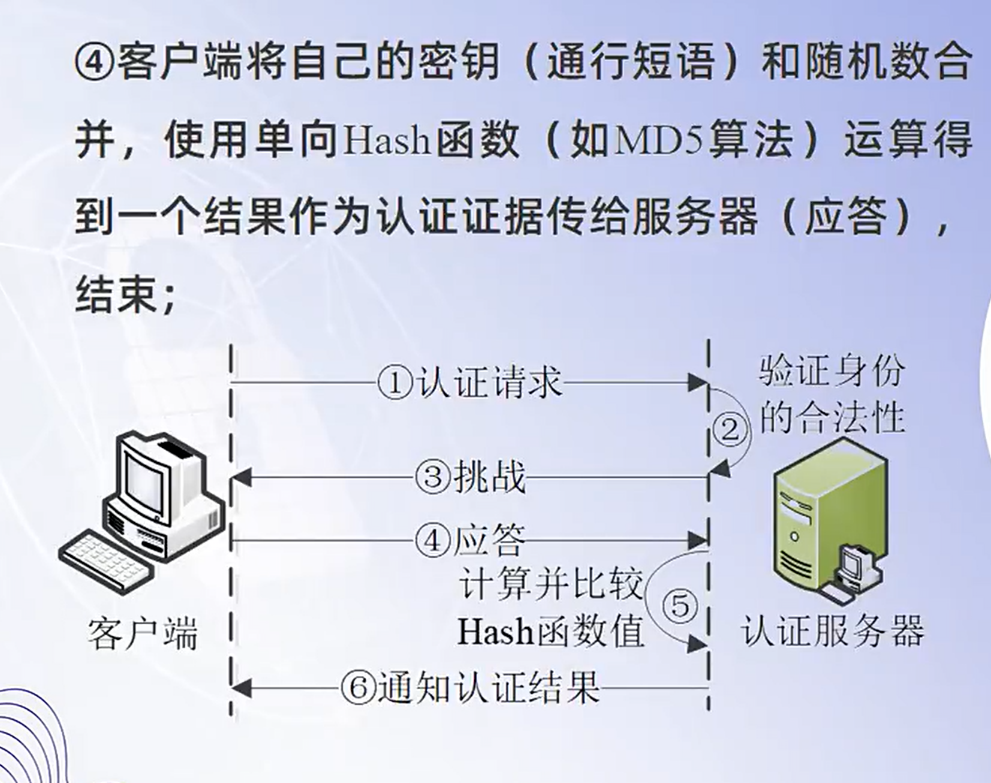 ④客户端将自己的密钥（通行短语）和随机数合
并，使用单向Hash函数（如MD5算法）运算得
到一个结果作为认证证据传给服务器（应答），
结束；
①认证请求
验证身份
的合法性
②
③挑战
④应答
计算并比较
Hash函数值
⑤
客户端
认证服务器
⑥通知认证结果